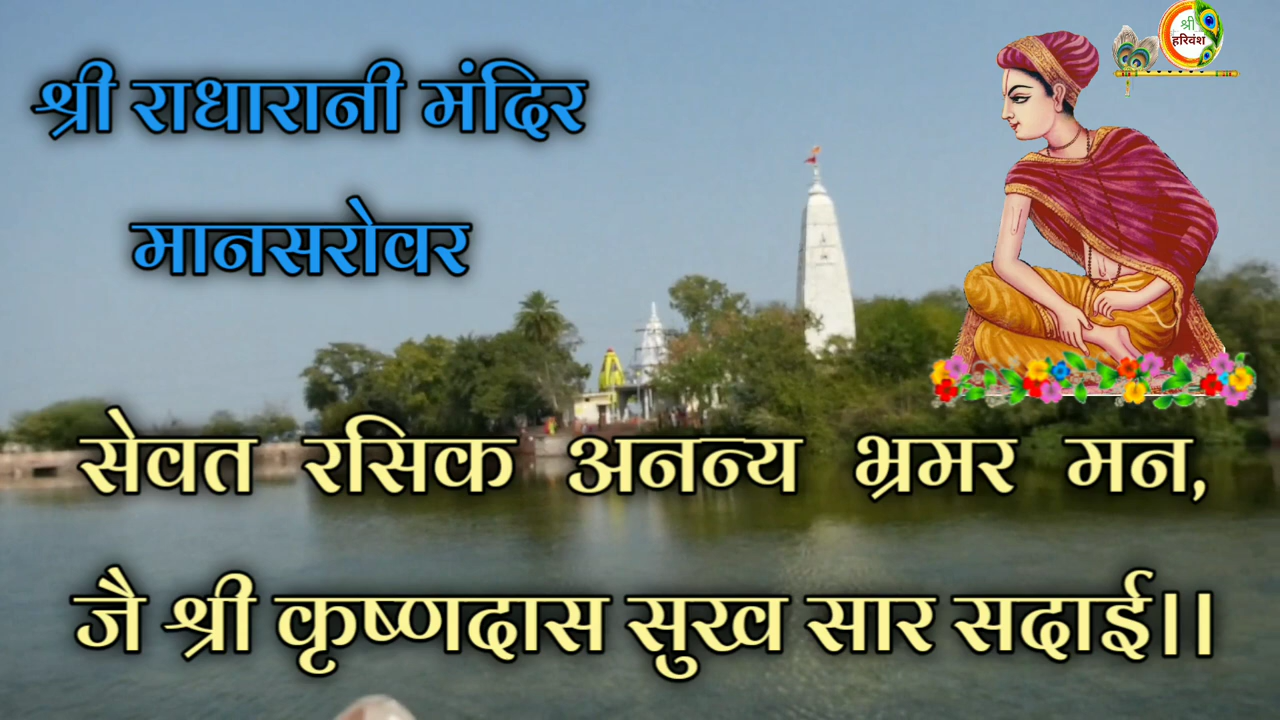 श्री
हरिवंश
श्री राधारानी मंदिर
मानसरोवर
सेवत रसिक अनन्य भ्रमर मन,
जै श्री कृष्णदास सुख सार सदाई।।